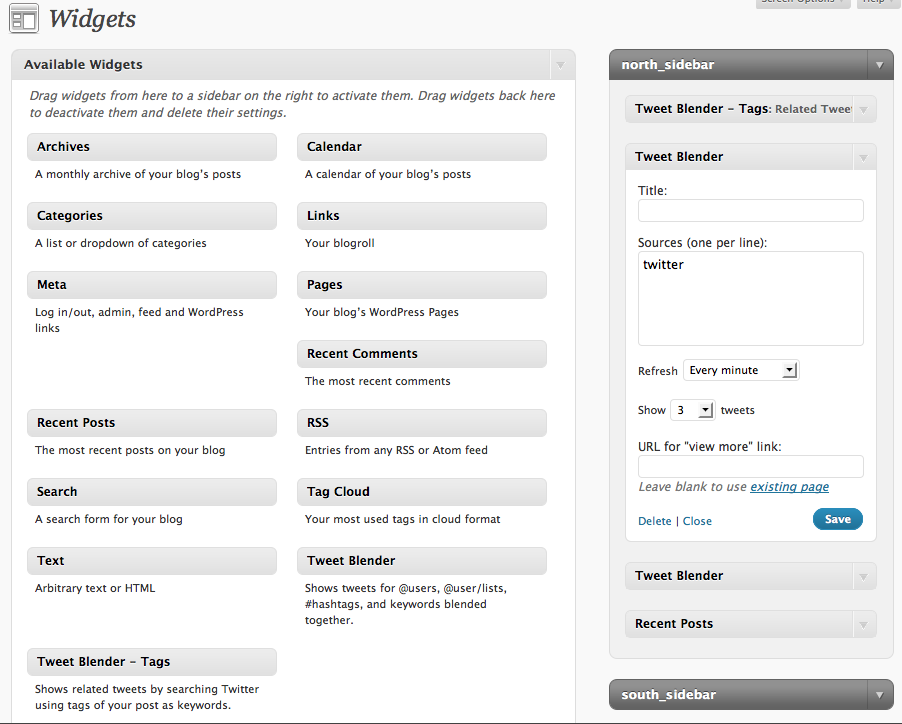 Screen Options
Help
Widgets
Available Widgets
Drag widgets from here to a sidebar on the right to activate them. Drag widgets back here
to deactivate them and delete their settings.
Archives
A monthly archive of your blog's posts
Calendar
A calendar of your blog's posts
Categories
A list or dropdown of categories
Links
Your blogroll
Meta
Log in/out, admin, feed and WordPress
links
Pages
Your blog's WordPress Pages
Recent Comments
The most recent comments
Recent Posts
The most recent posts on your blog
RSS
Entries from any RSS or Atom feed
Search
A search form for your blog
Tag Cloud
Your most used tags in cloud format
Text
Arbitrary text or HTML
Tweet Blender
Shows tweets for @users, @user/lists,
#hashtags, and keywords blended
together.
Tweet Blender – Tags
Shows related tweets by searching Twitter
using tags of your post as keywords.
north_sidebar
Tweet Blender – Tags: Related Twee
Tweet Blender
Title:
Sources (one per line):
twitter
Refresh Every minute
Show 3 tweets
URL for "view more" link:
Leave blank to use existing page
Delete | Close
Save
Tweet Blender
Recent Posts
south_sidebar